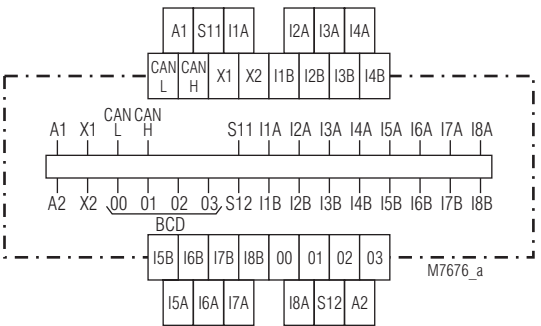 A1 S11 I1A I2A I3A I4A
CAN L CAN H X1 X2 I1B I2B I3B I4B
A1 X1 CAN L CAN H S11 I1A I2A I3A I4A I5A I6A I7A I8A
A2 X2 00 01 02 03 S12 I1B I2B I3B I4B I5B I6B I7B I8B
BCD
I5B I6B I7B I8B 00 01 02 03
M7676_a
I5A I6A I7A I8A S12 A2